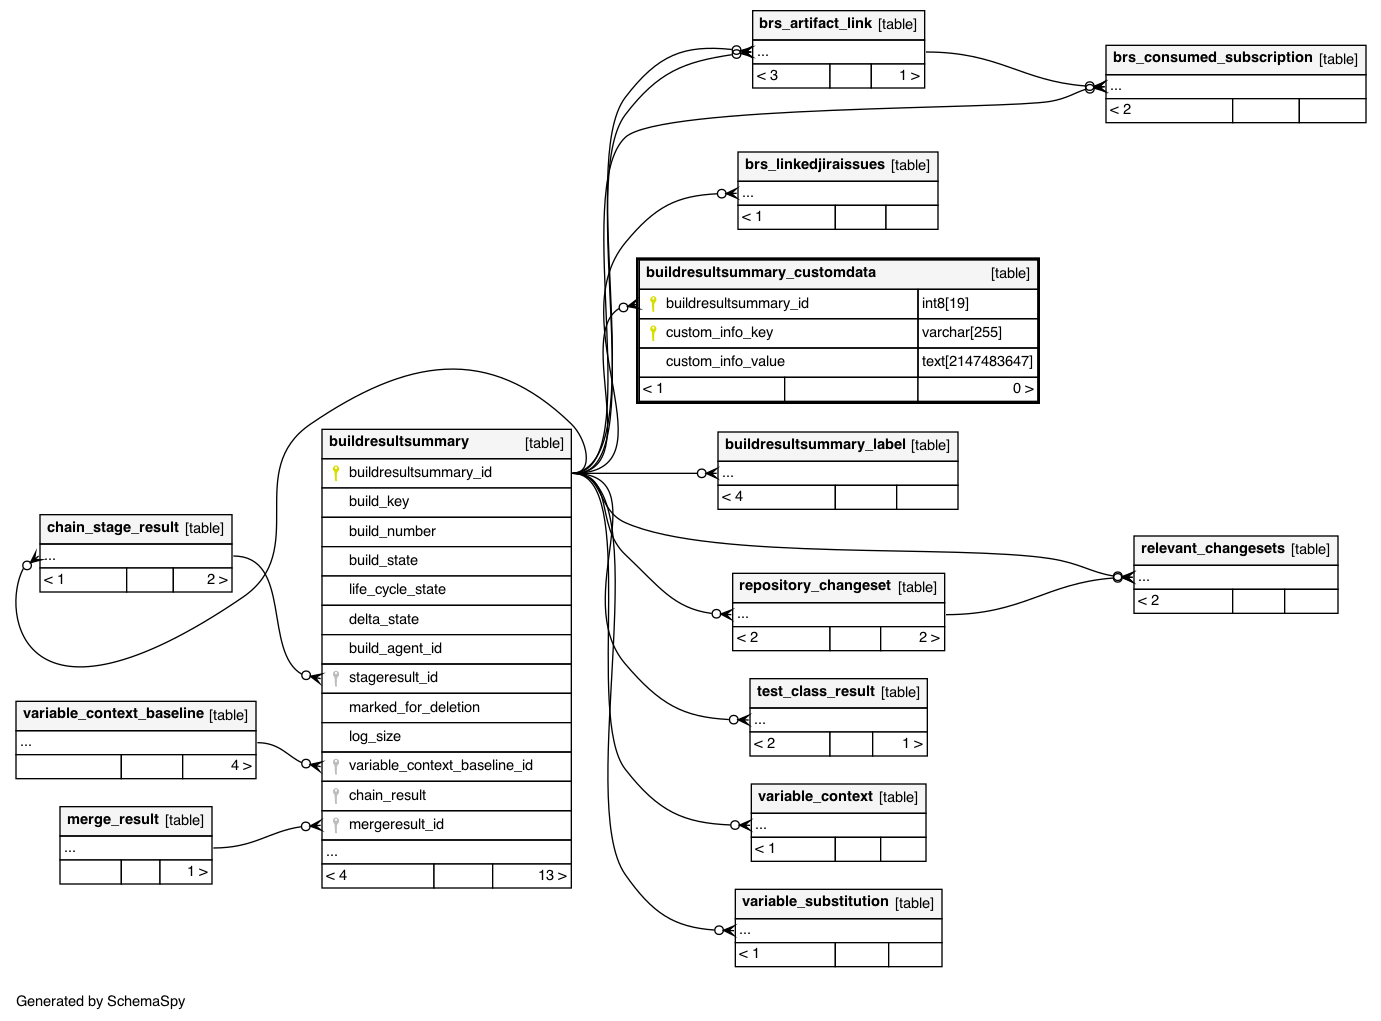 brs_artifact_link [table]
...
< 3 1 >
brs_consumed_subscription [table]
...
< 2
brs_linkedjiraissues [table]
...
< 1
buildresultsummary_customdata [table]
buildresultsummary_id int8[19]
custom_info_key varchar[255]
custom_info_value text[2147483647]
< 1 0 >
buildresultsummary [table]
buildresultsummary_id
build_key
build_number
build_state
life_cycle_state
delta_state
build_agent_id
stageresult_id
marked_for_deletion
log_size
variable_context_baseline_id
chain_result
mergeresult_id
...
< 4 13 >
buildresultsummary_label [table]
...
< 4
chain_stage_result [table]
...
< 1 2 >
relevant_changesets [table]
...
< 2
repository_changeset [table]
...
< 2 2 >
test_class_result [table]
...
< 2 1 >
variable_context_baseline [table]
...
4 >
variable_context [table]
...
< 1
merge_result [table]
...
1 >
variable_substitution [table]
...
< 1
Generated by SchemaSpy